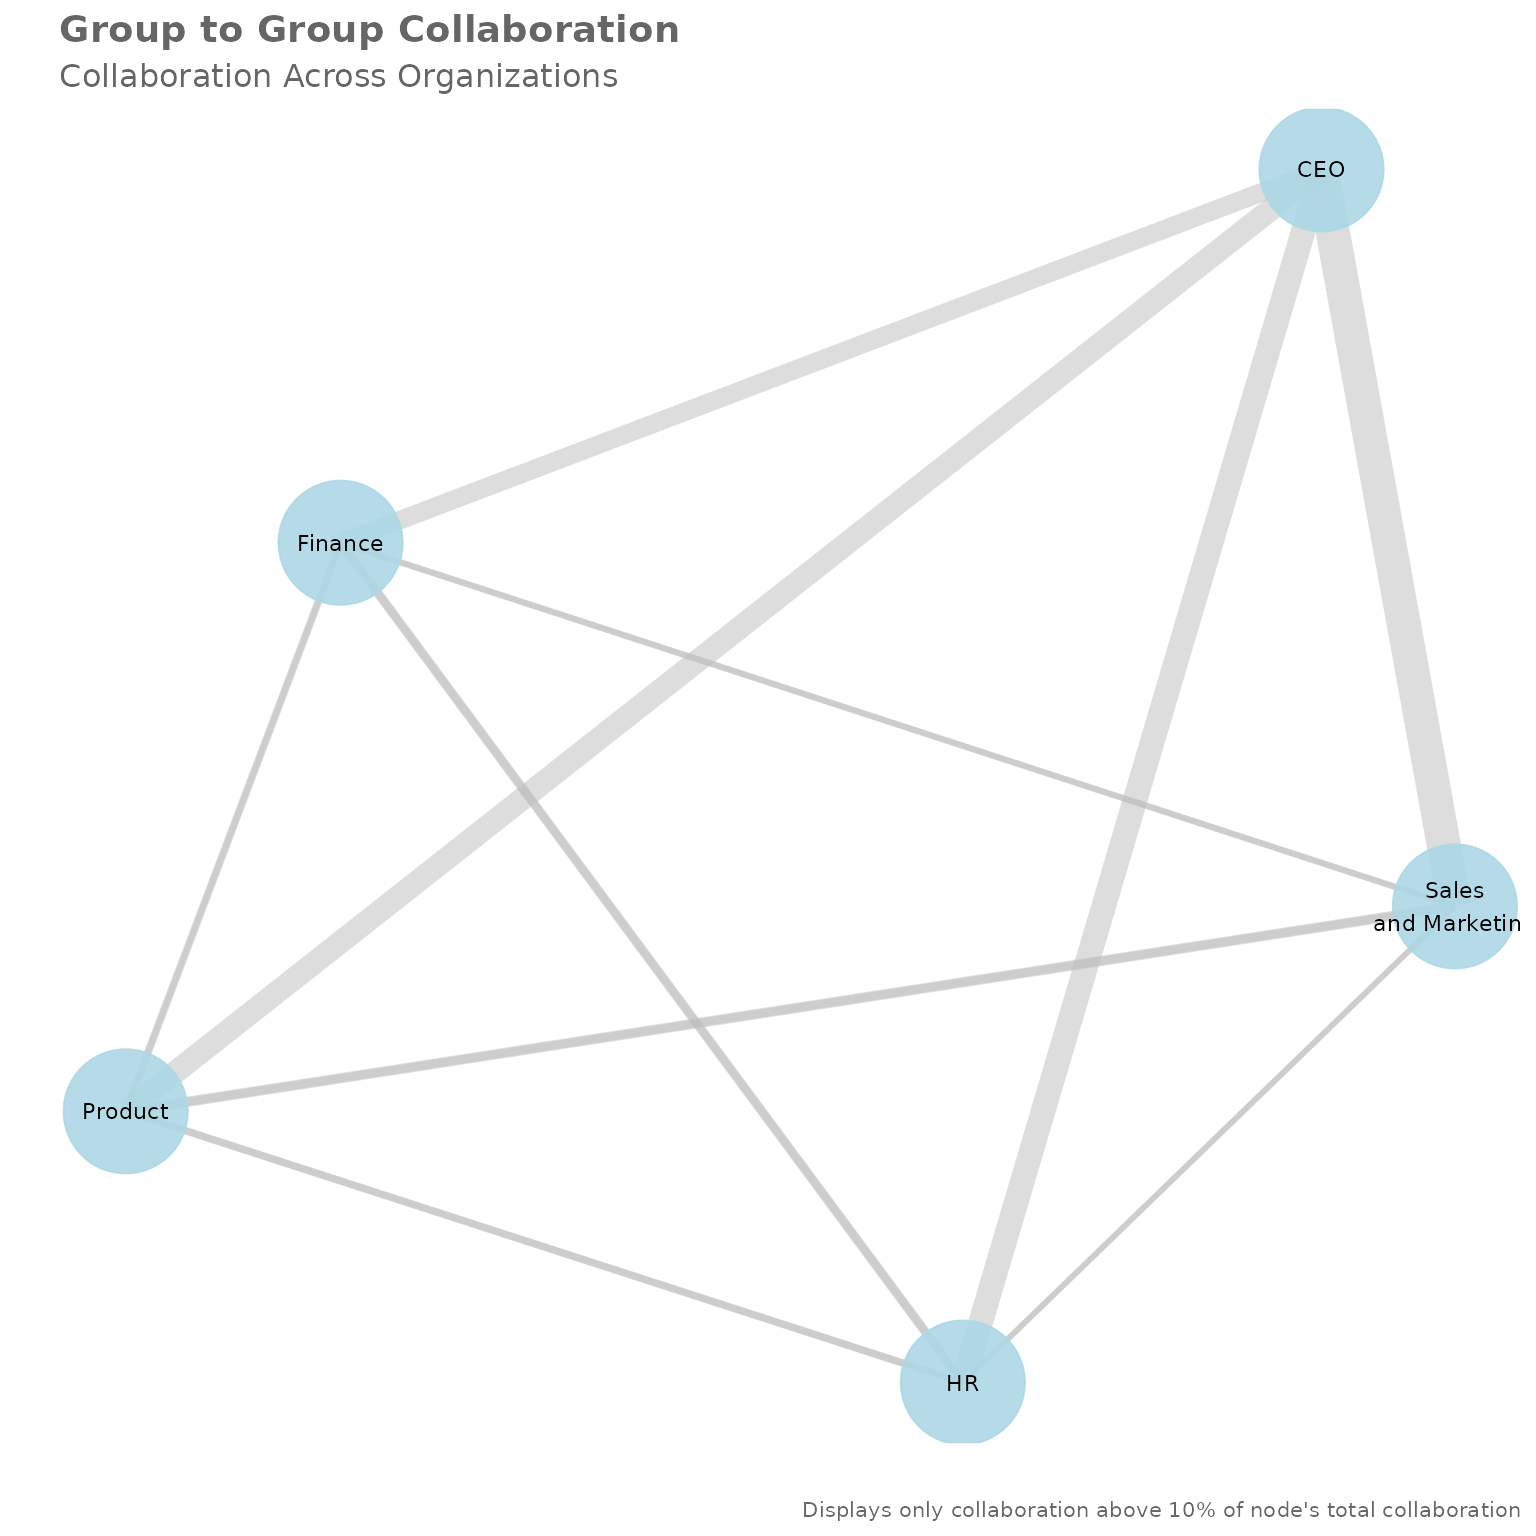 Group to Group Collaboration
Collaboration Across Organizations
CEO
Finance
Sales
and Marketin
Product
HR
Displays only collaboration above 10% of node's total collaboration